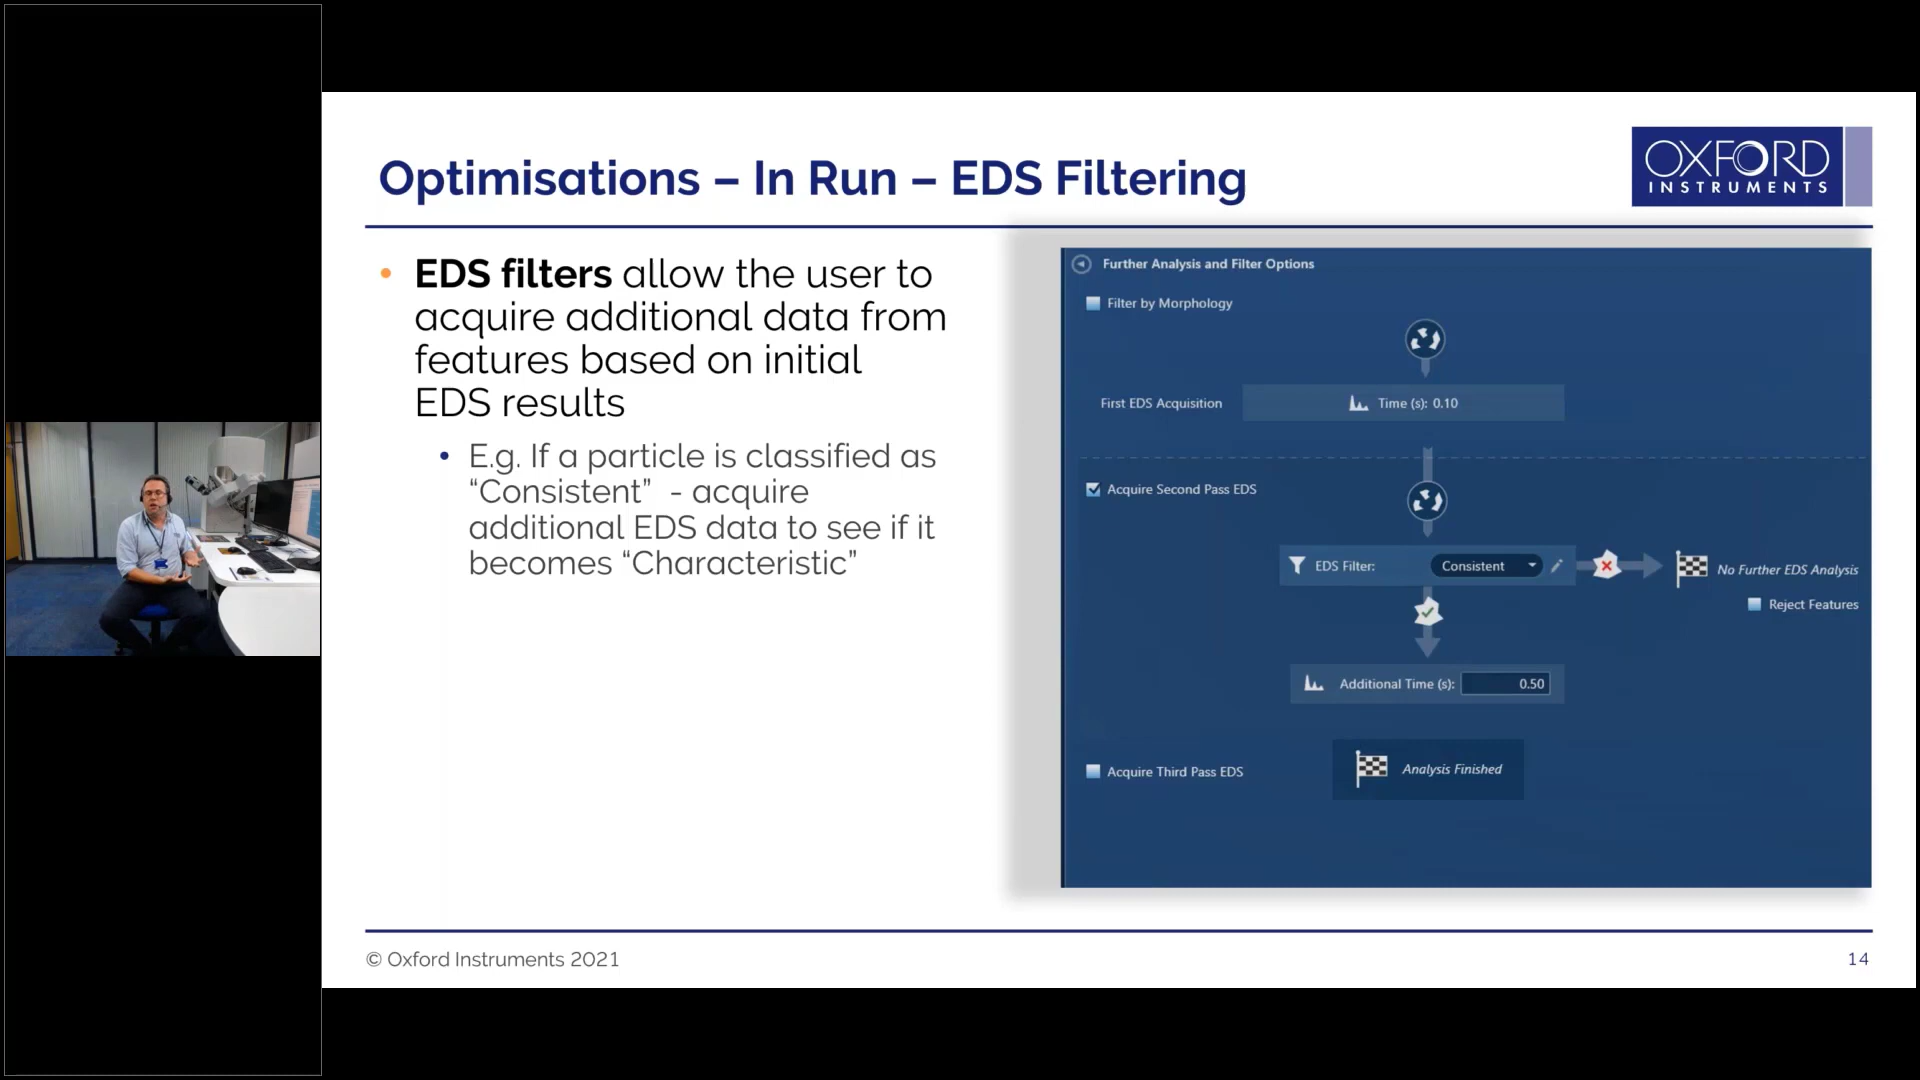 Optimisations – In Run – EDS Filtering
OXFORD
INSTRUMENTS
• EDS filters allow the user to
acquire additional data from
features based on initial
EDS results
• E.g. If a particle is classified as
“Consistent”  - acquire
additional EDS data to see if it
becomes “Characteristic”
Further Analysis and Filter Options
Filter by Morphology
First EDS Acquisition
Time (s): 0.10
Acquire Second Pass EDS
EDS Filter:
Consistent
No Further EDS Analysis
Reject Features
Additional Time (s):
0.50
Acquire Third Pass EDS
Analysis Finished
© Oxford Instruments 2021
14